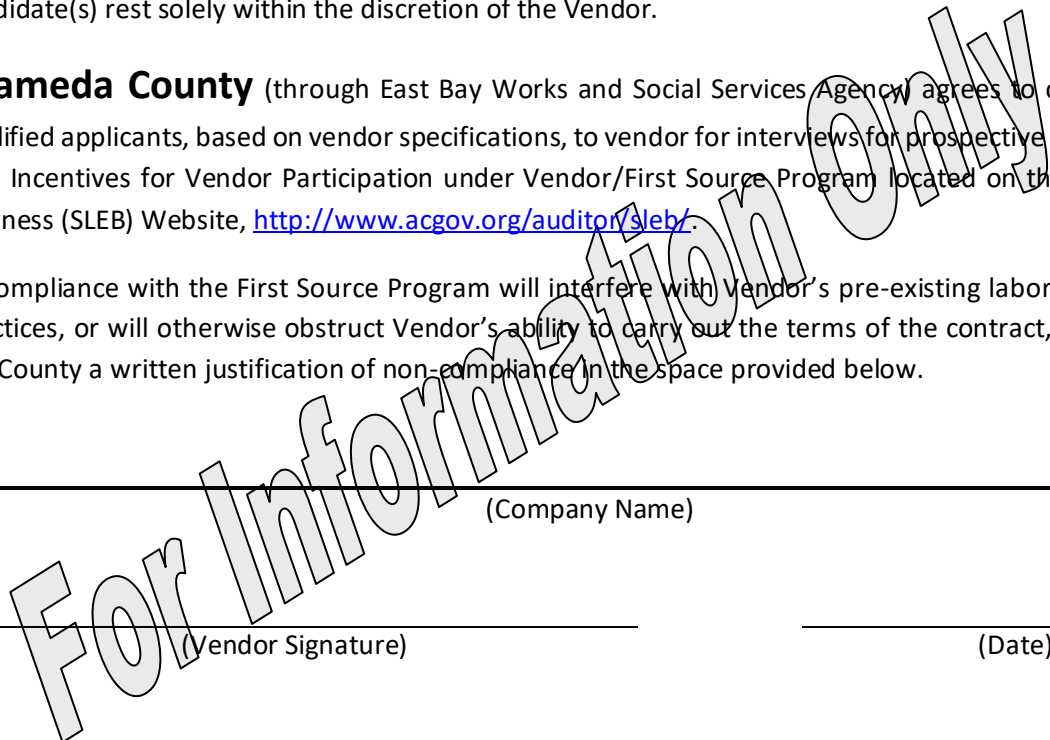 didate(s) rest solely within the discretion of the Vendor.
ameda County (through East Bay Works and Social Services Agency) agrees to
lified applicants, based on vendor specifications, to vendor for interviews for prospective
Incentives for Vendor Participation under Vendor/First Source Program located on th
ness (SLEB) Website, http://www.acgov.org/auditor/sleb/.
ompliance with the First Source Program will interfere with Vendor's pre-existing labor
ctices, or will otherwise obstruct Vendor's ability to carry out the terms of the contract,
County a written justification of non-compliance in the space provided below.
(Company Name)
(Vendor Signature) (Date)
For Information Only